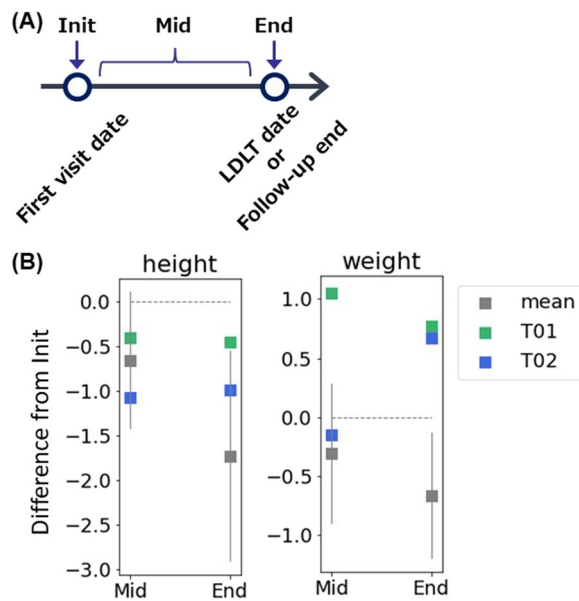 (A)
Init
Mid
End
First visit date
LDLT date
or
Follow-up end
(B)
height
weight
Difference from Init
0.0
−0.5
−1.0
−1.5
−2.0
−2.5
−3.0
Mid
End
1.0
0.5
0.0
−0.5
−1.0
Mid
End
mean
T01
T02